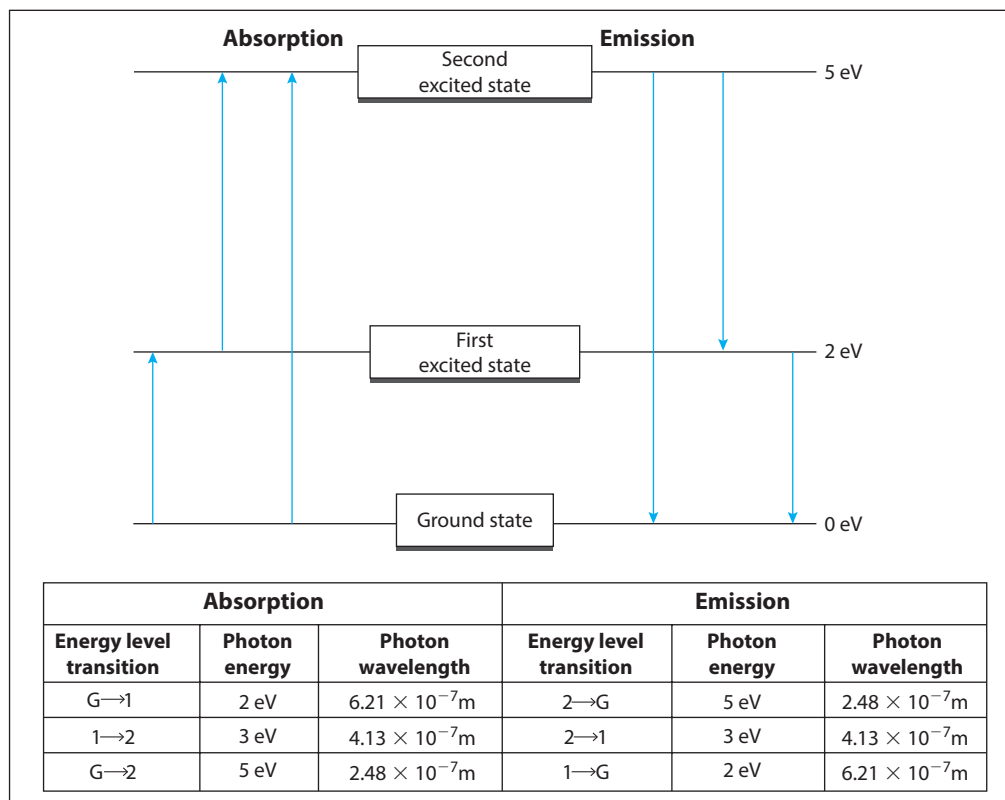 Absorption
Emission
Second
excited state
5 eV
First
excited state
2 eV
Ground state
0 eV
Absorption Emission
Energy level transition Photon energy Photon wavelength Energy level transition Photon energy Photon wavelength
G→1 2 eV 6.21 × 10⁻⁷m 2→G 5 eV 2.48 × 10⁻⁷m
1→2 3 eV 4.13 × 10⁻⁷m 2→1 3 eV 4.13 × 10⁻⁷m
G→2 5 eV 2.48 × 10⁻⁷m 1→G 2 eV 6.21 × 10⁻⁷m